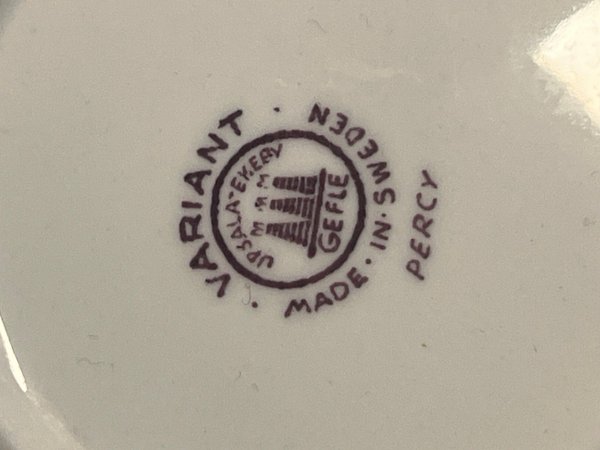 VARIANT
UPSALA-EKEBY
GEFLE
MADE·IN·SWEDEN
PERCY